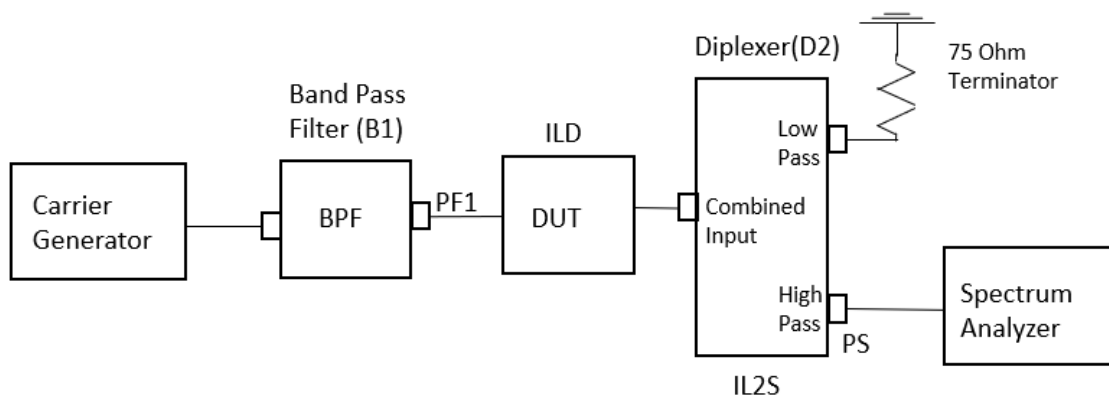 Carrier
Generator
Band Pass
Filter (B1)
BPF
PF1
ILD
DUT
Diplexer(D2)
Low
Pass
Combined
Input
High
Pass
IL2S
75 Ohm
Terminator
PS
Spectrum
Analyzer